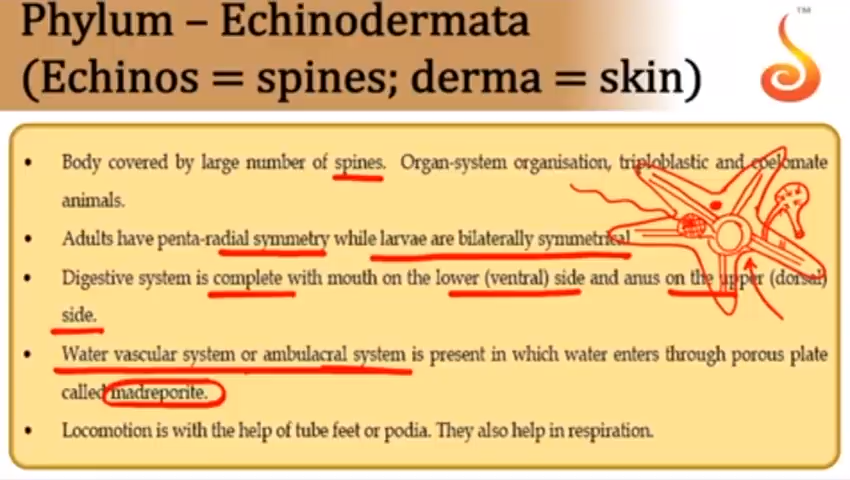 Phylum – Echinodermata
(Echinos = spines; derma = skin)
TM
• Body covered by large number of spines. Organ-system organisation, triploblastic and coelomate
animals.
• Adults have penta-radial symmetry while larvae are bilaterally symmetrical
• Digestive system is complete with mouth on the lower (ventral) side and anus on the upper (dorsal)
side.
• Water vascular system or ambulacral system is present in which water enters through porous plate
called madreporite.
• Locomotion is with the help of tube feet or podia. They also help in respiration.